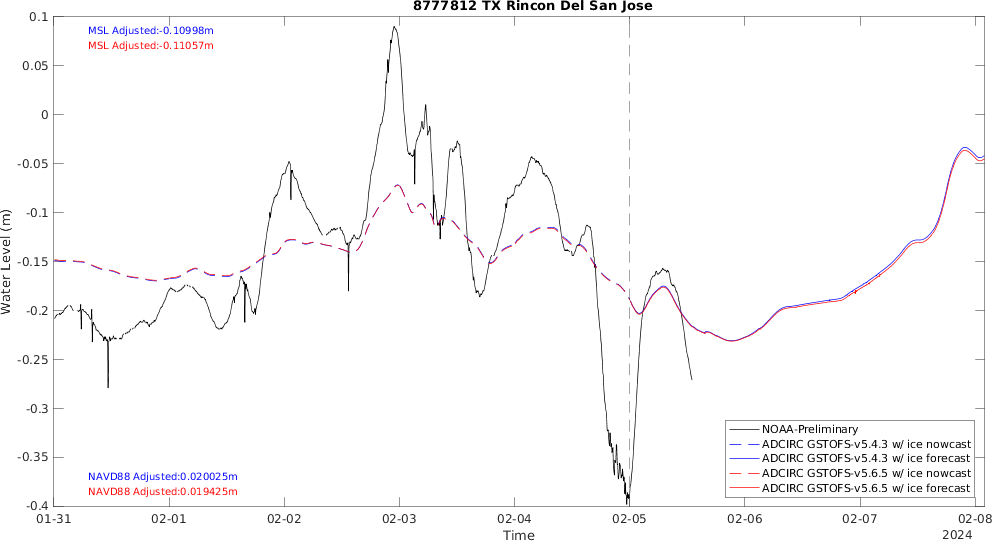 8777812 TX Rincon Del San Jose
MSL Adjusted:-0.10998m
MSL Adjusted:-0.11057m
0.1
0.05
0
-0.05
-0.1
-0.15
-0.2
-0.25
-0.3
-0.35
-0.4
Water Level (m)
NAVD88 Adjusted:0.020025m
NAVD88 Adjusted:0.019425m
NOAA-Preliminary
ADCIRC GSTOFS-v5.4.3 w/ ice nowcast
ADCIRC GSTOFS-v5.4.3 w/ ice forecast
ADCIRC GSTOFS-v5.6.5 w/ ice nowcast
ADCIRC GSTOFS-v5.6.5 w/ ice forecast
01-31 02-01 02-02 02-03 02-04 02-05 02-06 02-07 02-08
Time
2024